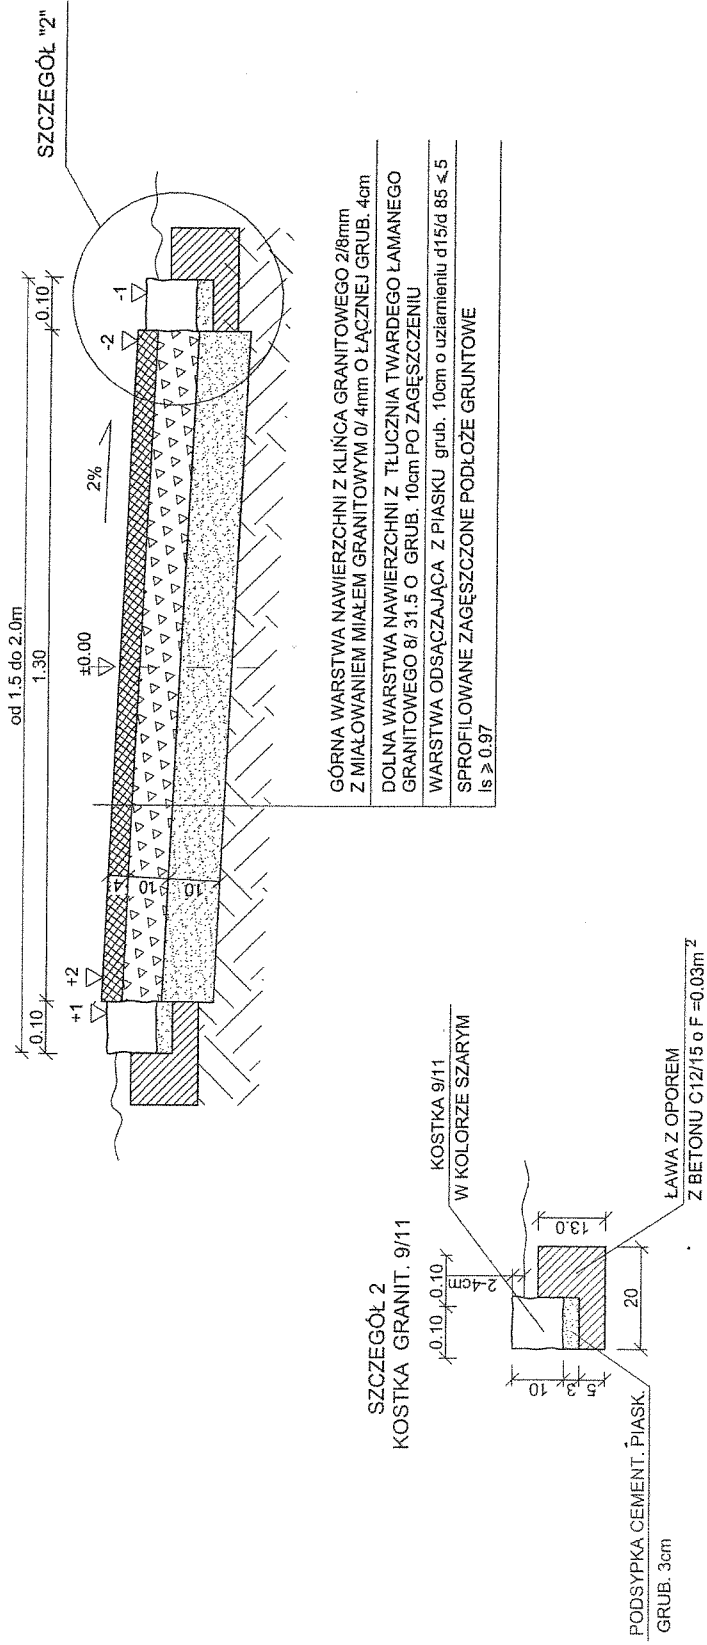 SZCZEGÓŁ "2"
od 1.5 do 2.0m
0.10
1.30
0.10
+1
+2
±0.00
2%
-2
-1
4
10
10
GÓRNA WARSTWA NAWIERZCHNI Z KLIŃCA GRANITOWEGO 2/8mm
Z MIAŁOWANIEM MIAŁEM GRANITOWYM 0/ 4mm O ŁĄCZNEJ GRUB. 4cm
DOLNA WARSTWA NAWIERZCHNI Z TŁUCZNIA TWARDEGO ŁAMANEGO
GRANITOWEGO 8/ 31.5 O GRUB. 10cm PO ZAGĘSZCZENIU
WARSTWA ODSĄCZAJĄCA Z PIASKU grub. 10cm o uziarnieniu d15/d 85 ≤ 5
SPROFILOWANE ZAGĘSZCZONE PODŁOŻE GRUNTOWE
Is ≥ 0.97
SZCZEGÓŁ 2
KOSTKA GRANIT. 9/11
0.10
0.10
2-4cm
KOSTKA 9/11
W KOLORZE SZARYM
10
3
5
13.0
20
PODSYPKA CEMENT. PIASK.
GRUB. 3cm
ŁAWA Z OPOREM
Z BETONU C12/15 o F =0.03m²